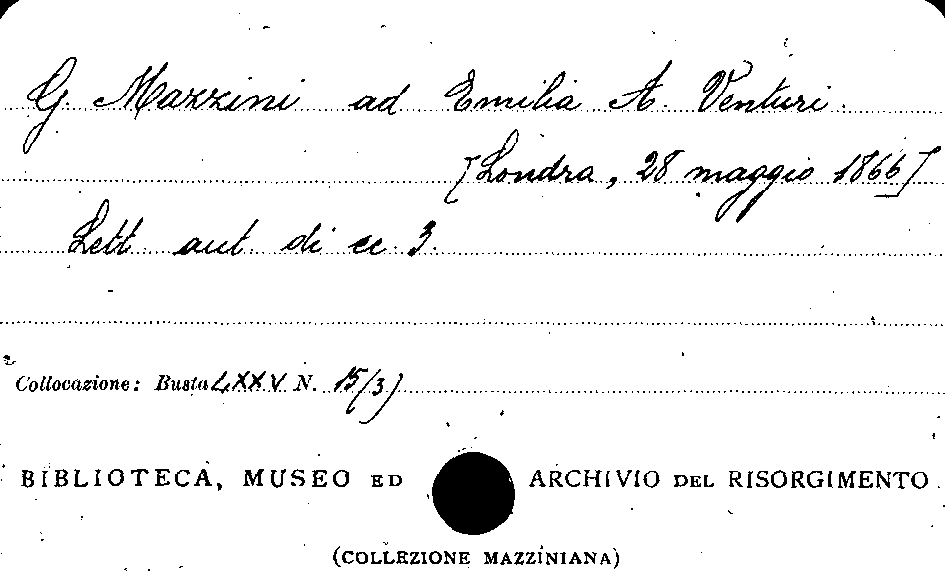 G. Mazzini ad Emilia A. Venturi.
[Londra, 28 maggio 1866]
Lett. aut. di cc. 3.
Collocazione: Busta LXXV N. 15/3)
BIBLIOTECA, MUSEO ED ARCHIVIO DEL RISORGIMENTO
(COLLEZIONE MAZZINIANA)